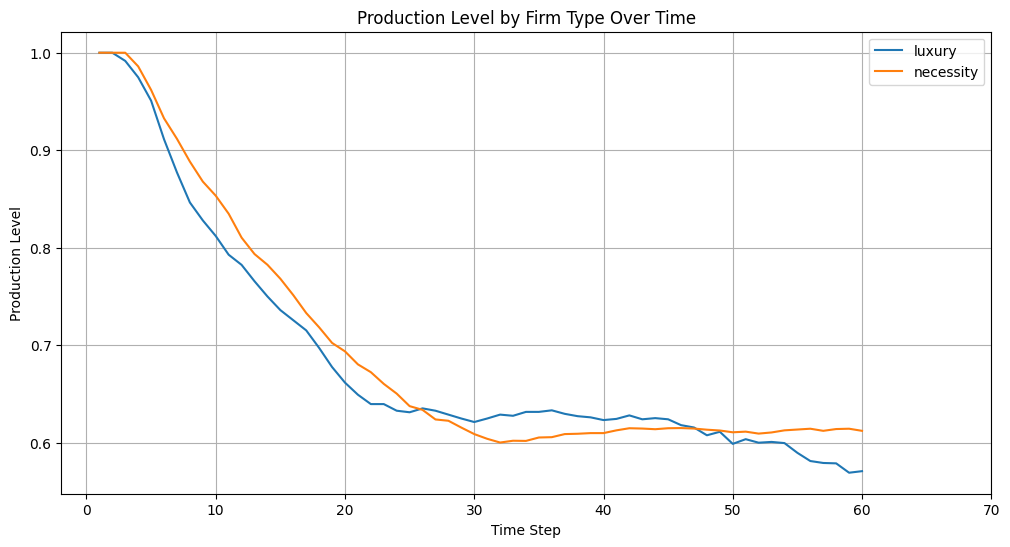 Production Level by Firm Type Over Time
luxury
necessity
Production Level
1.0
0.9
0.8
0.7
0.6
0
10
20
30
40
50
60
70
Time Step